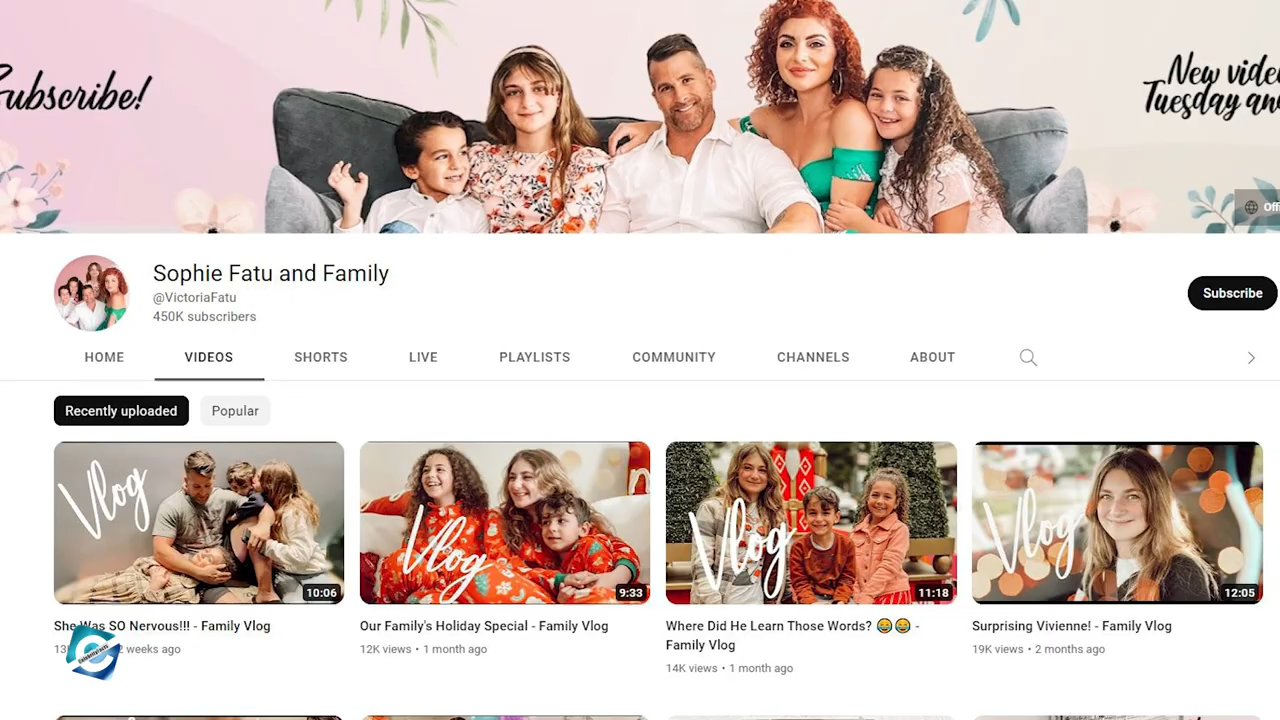 Subscribe!
New vide
Tuesday an
Off
Sophie Fatu and Family
@VictoriaFatu
450K subscribers
Subscribe
HOME
VIDEOS
SHORTS
LIVE
PLAYLISTS
COMMUNITY
CHANNELS
ABOUT
Recently uploaded
Popular
Vlog
10:06
Vlog
9:33
Vlog
11:18
Vlog
12:05
She Was SO Nervous!!! - Family Vlog
2 weeks ago
Our Family's Holiday Special - Family Vlog
12K views • 1 month ago
Where Did He Learn Those Words? 😂😂 -
Family Vlog
14K views • 1 month ago
Surprising Vivienne! - Family Vlog
19K views • 2 months ago